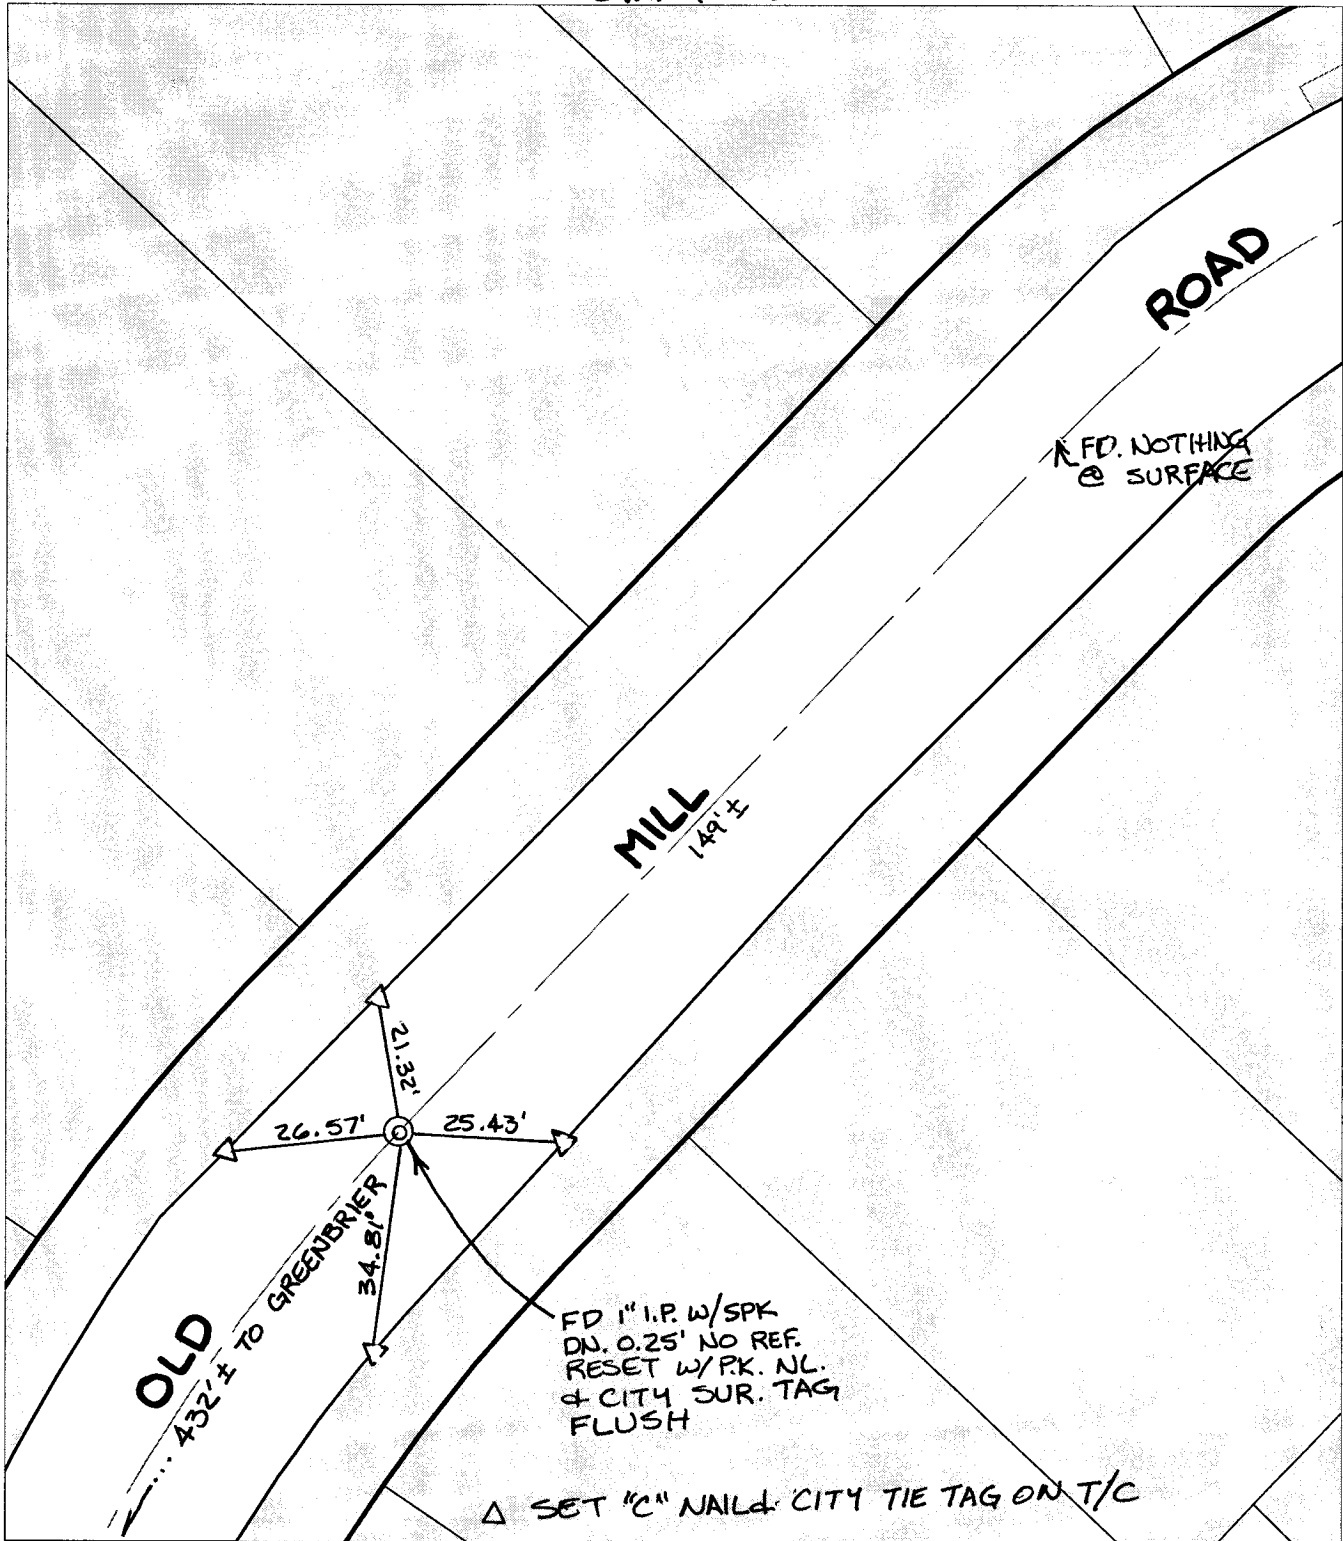 ROAD
FD. NOTHING
@ SURFACE
MILL
149'±
21.32'
26.57'
25.43'
34.81'
OLD
.... 432'± TO GREENBRIER
FD 1" I.P. W/SPK
DN. 0.25' NO REF.
RESET W/ P.K. NL.
& CITY SUR. TAG
FLUSH
△ SET "C" NAIL & CITY TIE TAG ON T/C